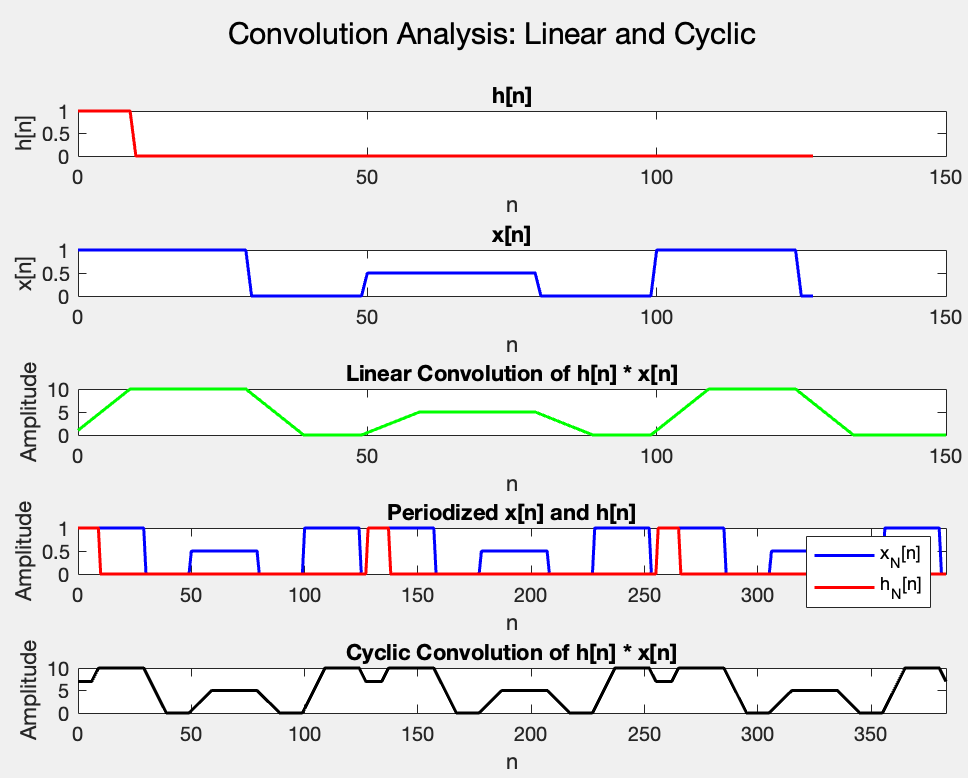 Convolution Analysis: Linear and Cyclic
h[n]
h[n]
1
0.5
0
0 50 100 150
n
x[n]
x[n]
1
0.5
0
0 50 100 150
n
Linear Convolution of h[n] * x[n]
Amplitude
10
5
0
0 50 100 150
n
Periodized x[n] and h[n]
Amplitude
1
0.5
0
x_N[n]
h_N[n]
0 50 100 150 200 250 300
n
Cyclic Convolution of h[n] * x[n]
Amplitude
10
5
0
0 50 100 150 200 250 300 350
n